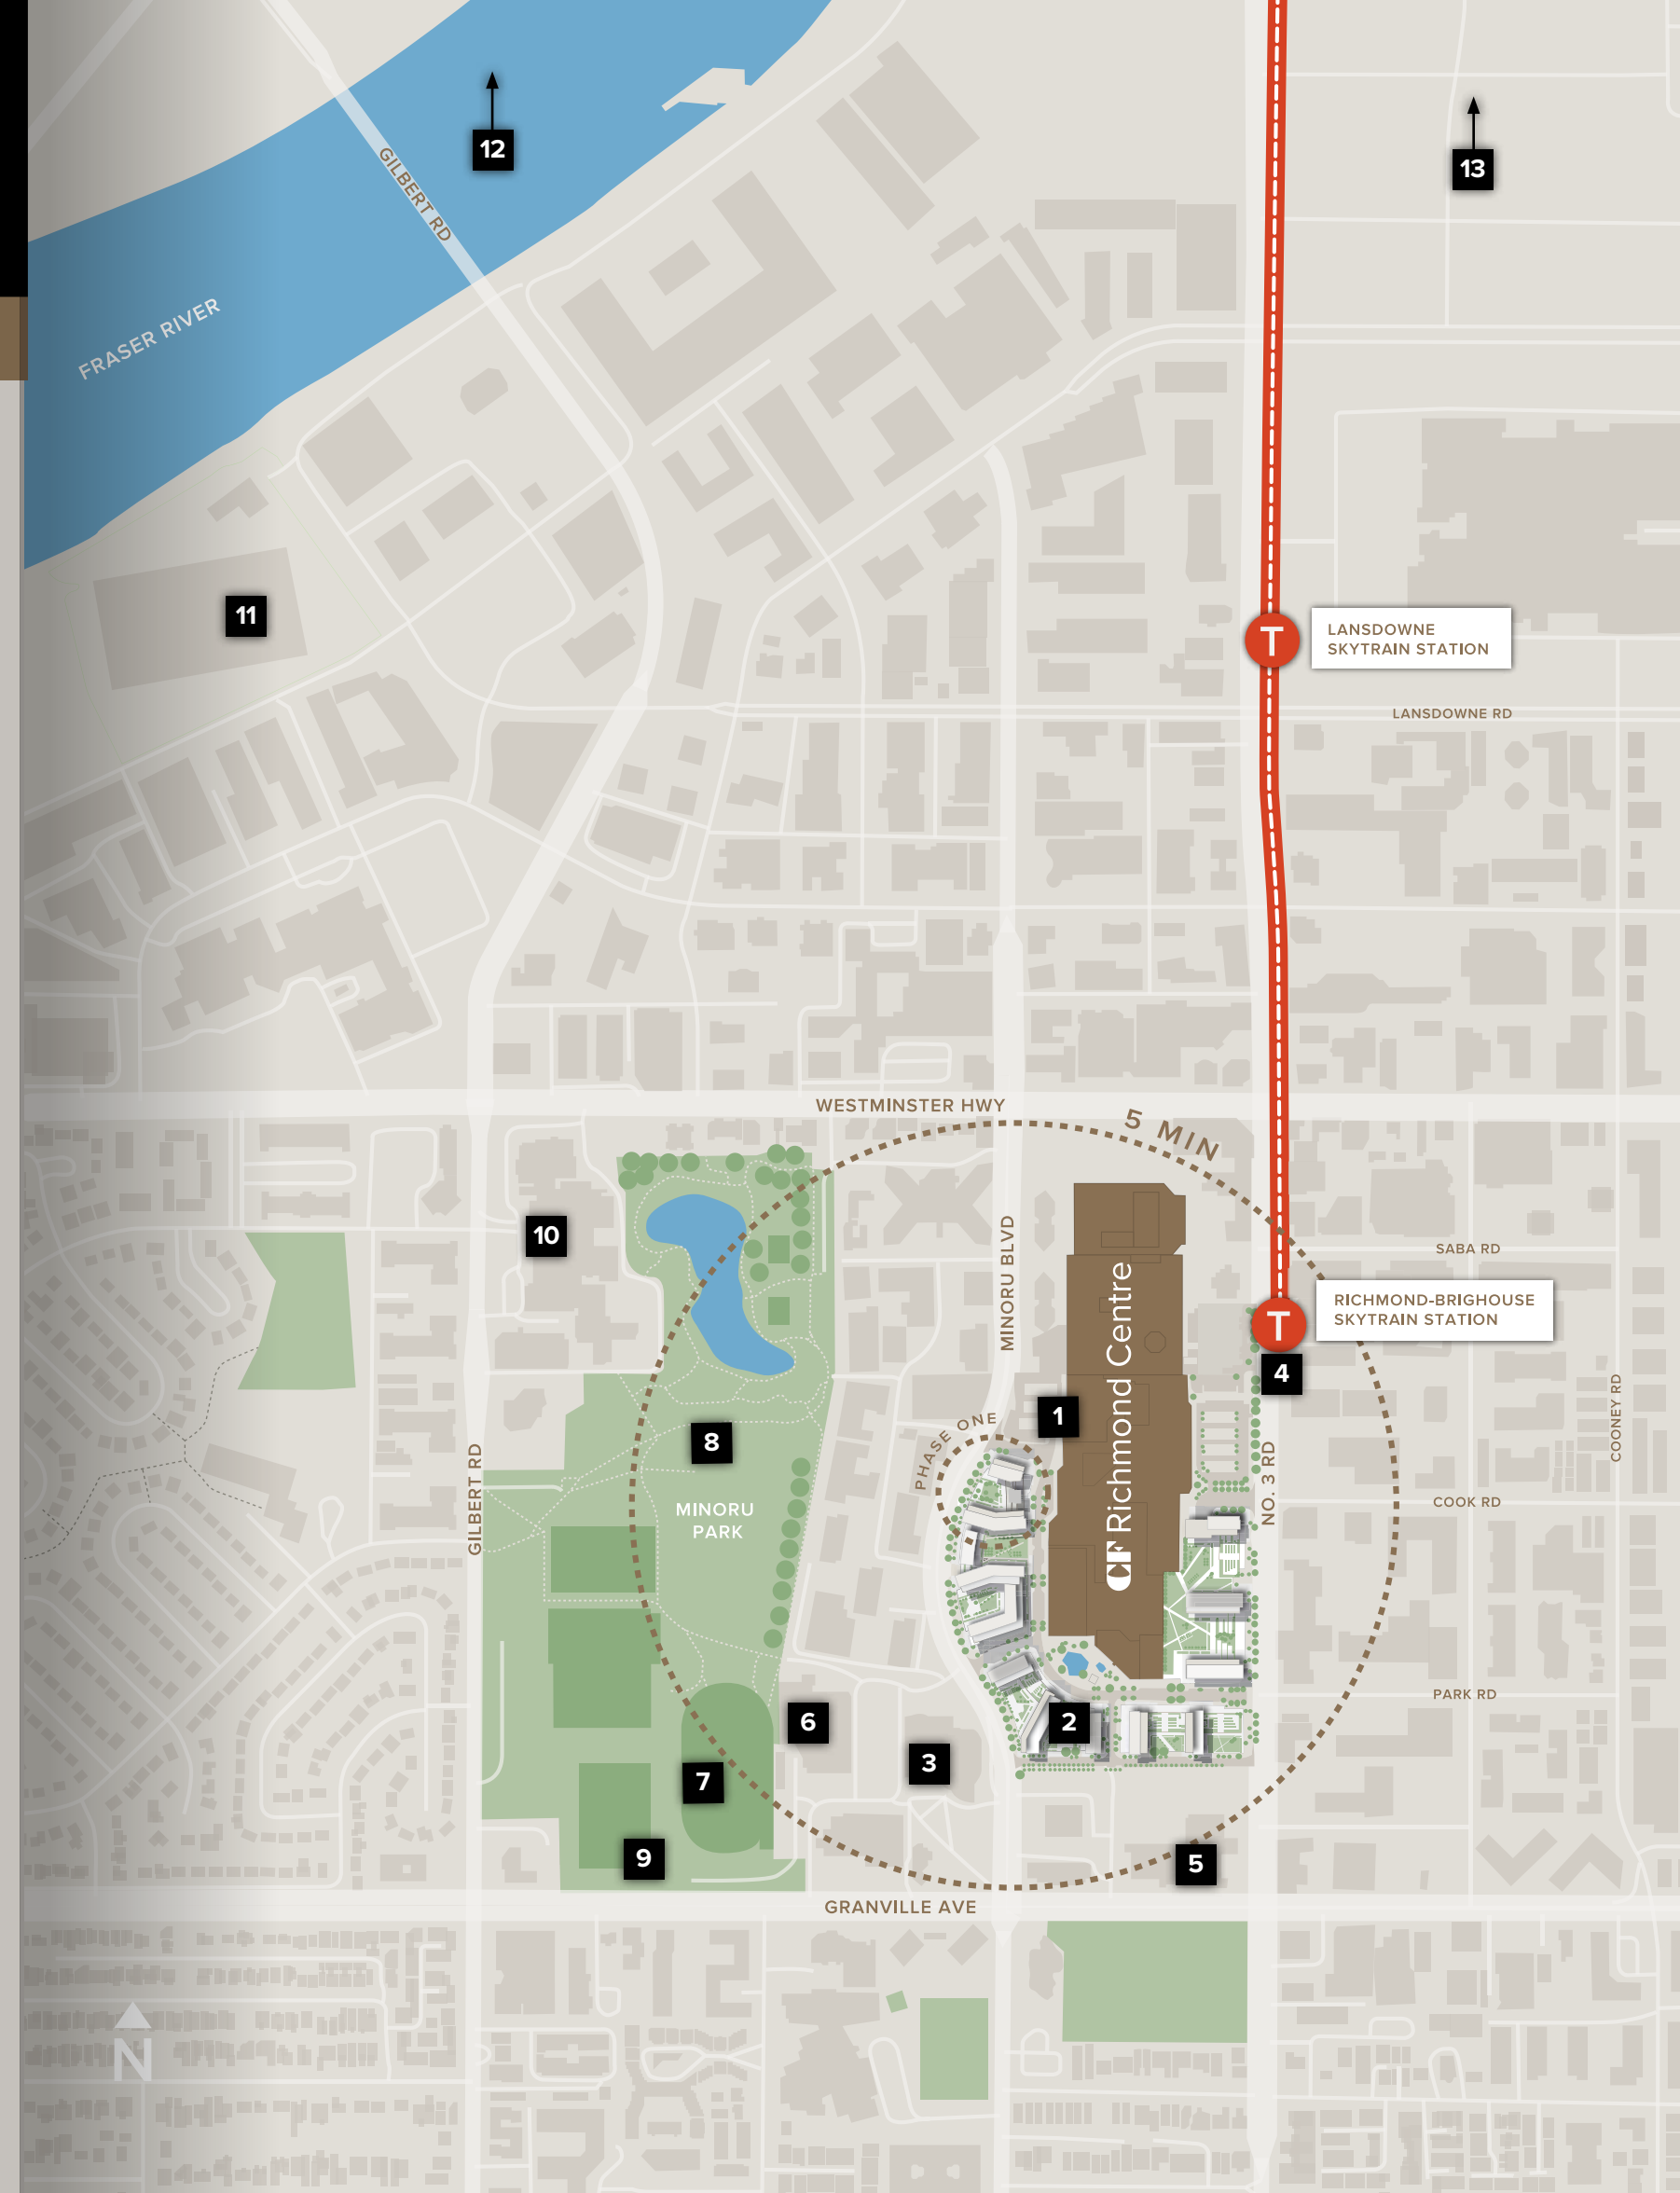 12
13
GILBERT RD
FRASER RIVER
11
T
LANSDOWNE
SKYTRAIN STATION
LANSDOWNE RD
WESTMINSTER HWY
5 MIN
10
MINORU BLVD
SABA RD
RICHMOND-BRIGHOUSE
SKYTRAIN STATION
T
4
CF Richmond Centre
1
PHASE ONE
8
MINORU
PARK
GILBERT RD
NO. 3 RD
COONEY RD
COOK RD
PARK RD
6
2
3
7
9
5
GRANVILLE AVE
N